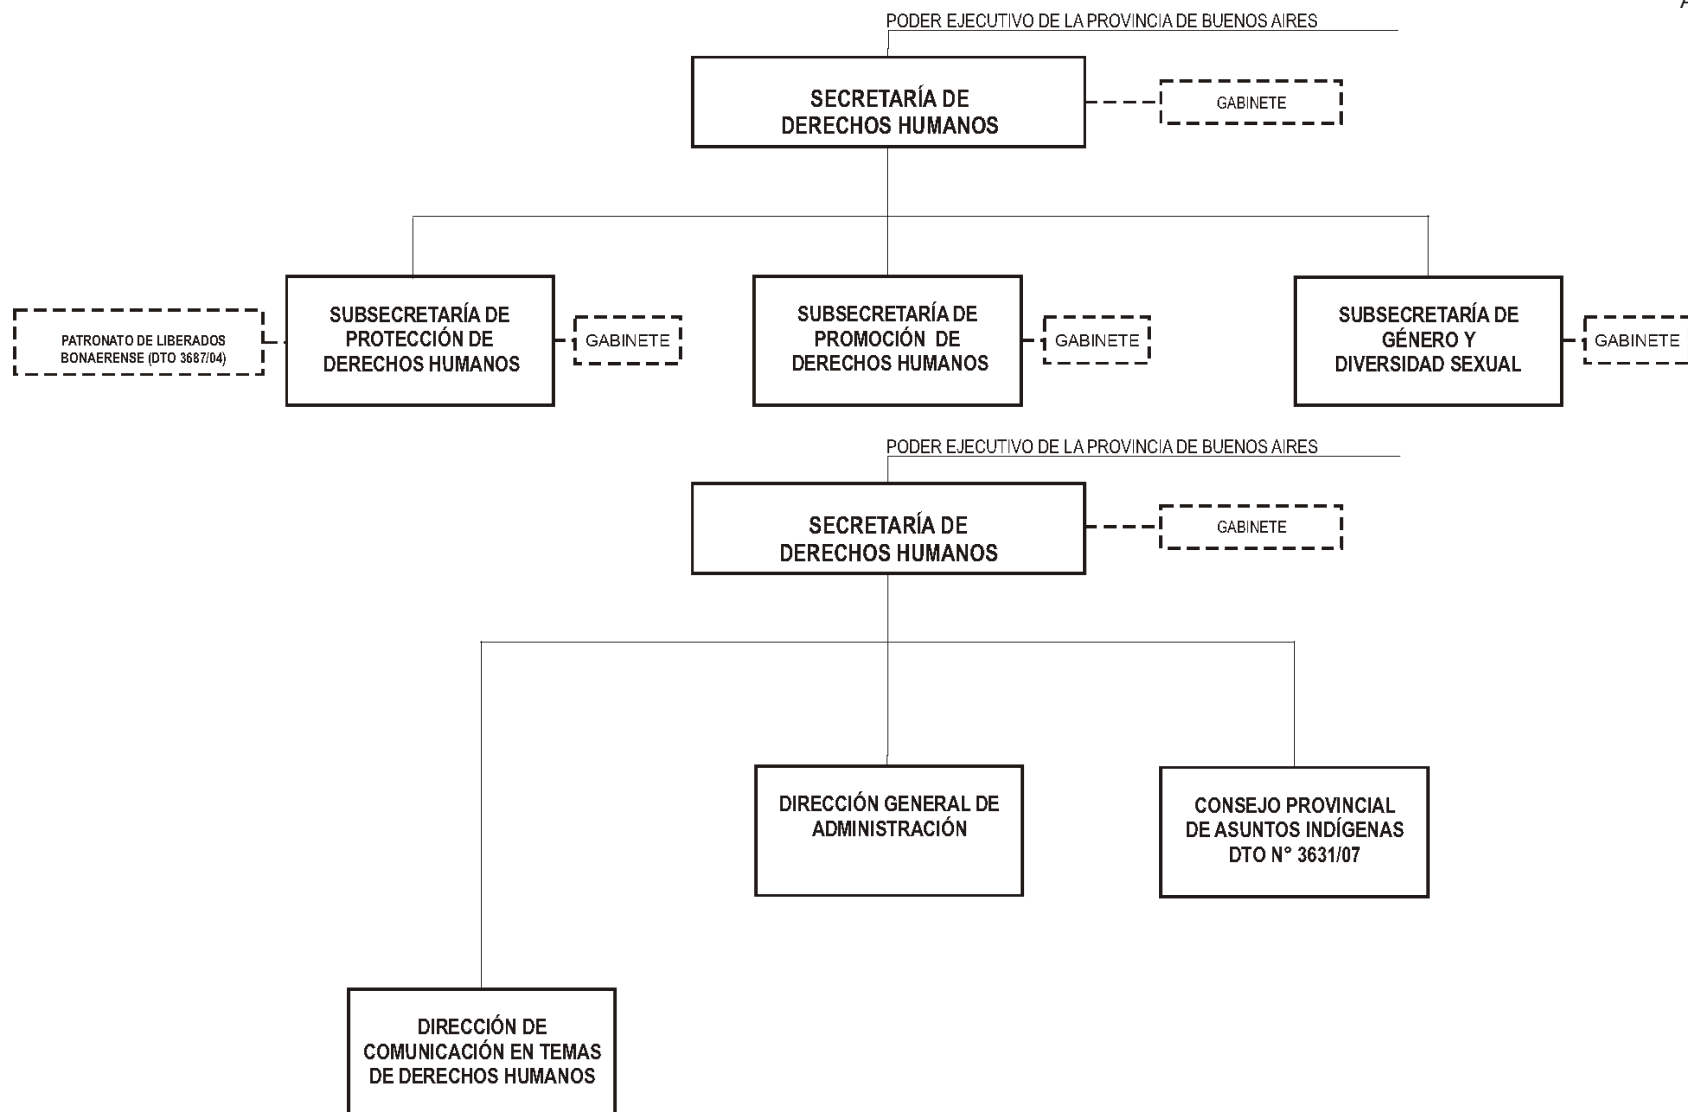 PODER EJECUTIVO DE LA PROVINCIA DE BUENOS AIRES
SECRETARÍA DE
DERECHOS HUMANOS
GABINETE
PATRONATO DE LIBERADOS
BONAERENSE (DTO 3687/04)
SUBSECRETARÍA DE
PROTECCIÓN DE
DERECHOS HUMANOS
GABINETE
SUBSECRETARÍA DE
PROMOCIÓN DE
DERECHOS HUMANOS
GABINETE
SUBSECRETARÍA DE
GÉNERO Y
DIVERSIDAD SEXUAL
GABINETE
PODER EJECUTIVO DE LA PROVINCIA DE BUENOS AIRES
SECRETARÍA DE
DERECHOS HUMANOS
GABINETE
DIRECCIÓN GENERAL DE
ADMINISTRACIÓN
CONSEJO PROVINCIAL
DE ASUNTOS INDÍGENAS
DTO N° 3631/07
DIRECCIÓN DE
COMUNICACIÓN EN TEMAS
DE DERECHOS HUMANOS